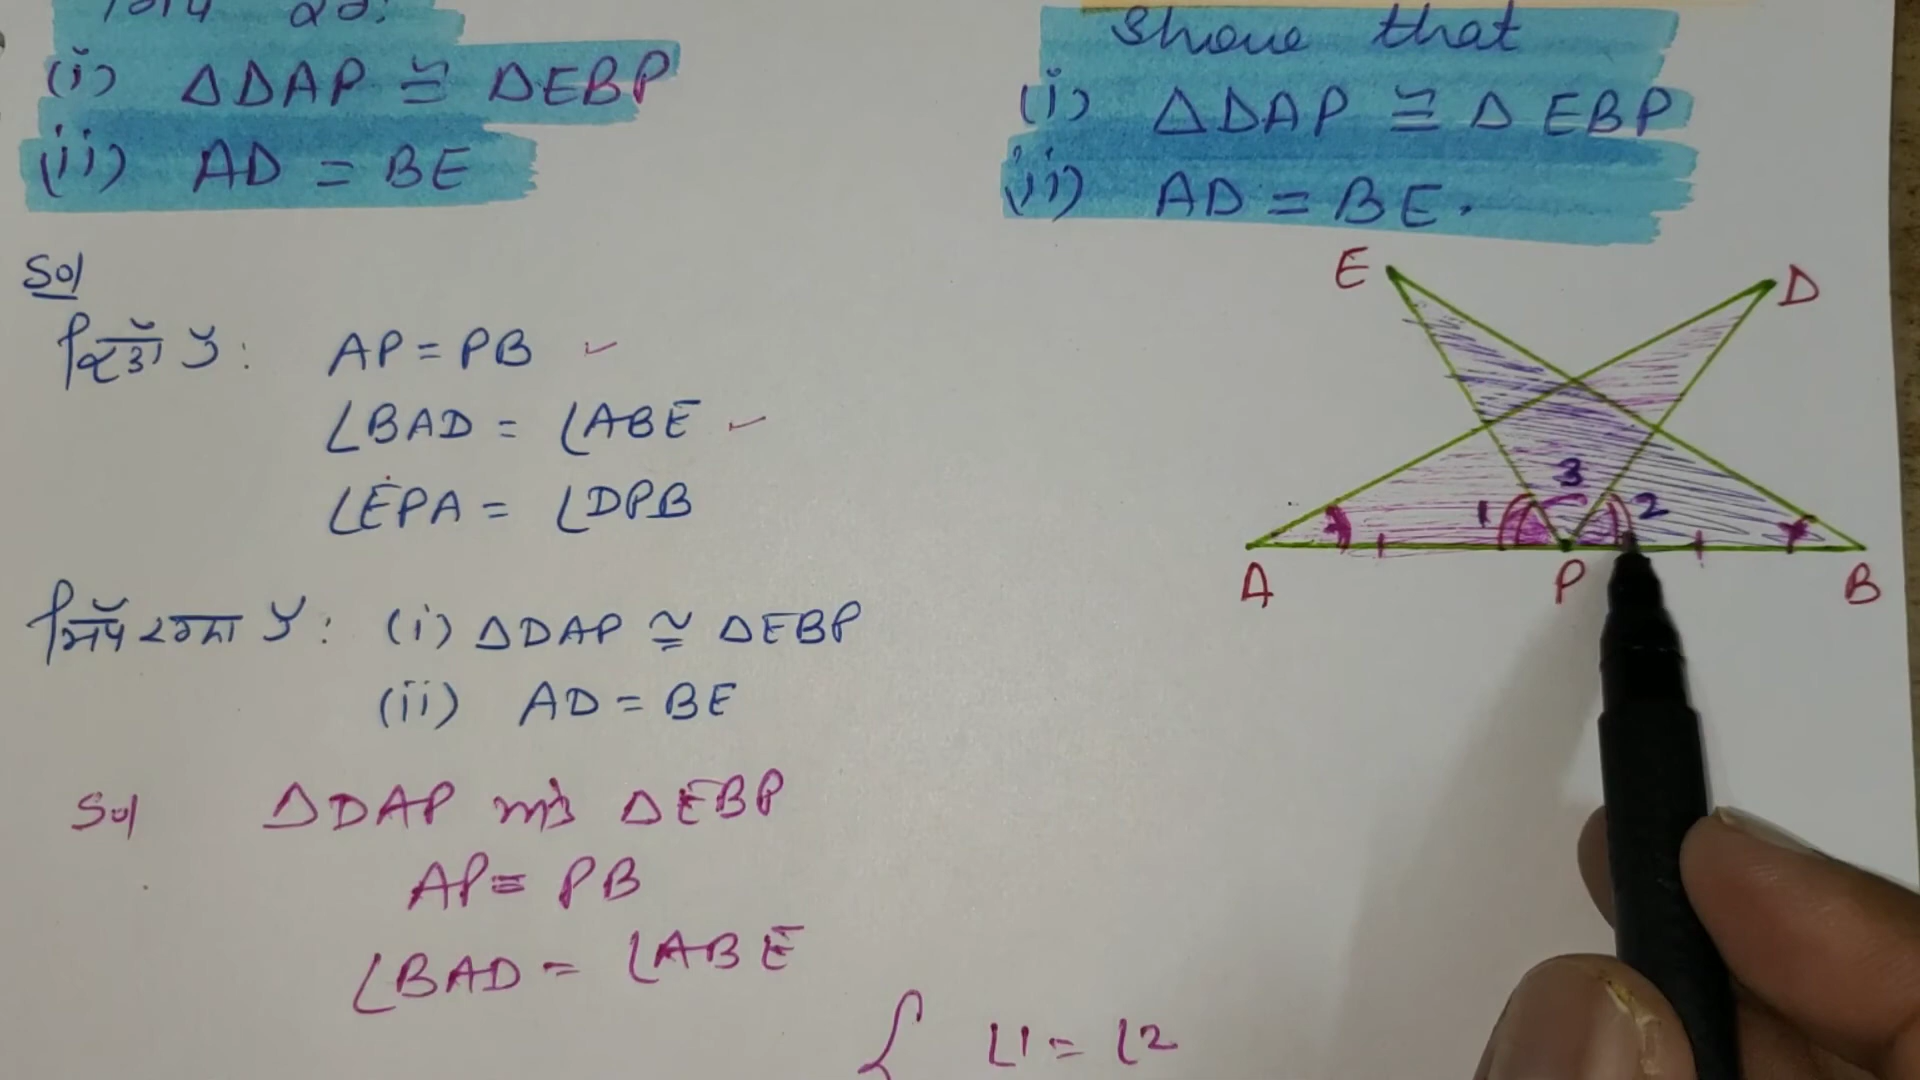 (i) ΔDAP ≅ ΔEBP
(ii) AD = BE
Show that
(i) ΔDAP ≅ Δ EBP
(ii) AD = BE.
Sol
AP = PB
∠BAD = ∠ABE
∠EPA = ∠DPB
(i) ΔDAP ≅ ΔEBP
(ii) AD = BE
Sol ΔDAP ΔEBP
AP = PB
∠BAD = ∠ABE
∠1 = ∠2
E
D
3
1
2
A
P
B